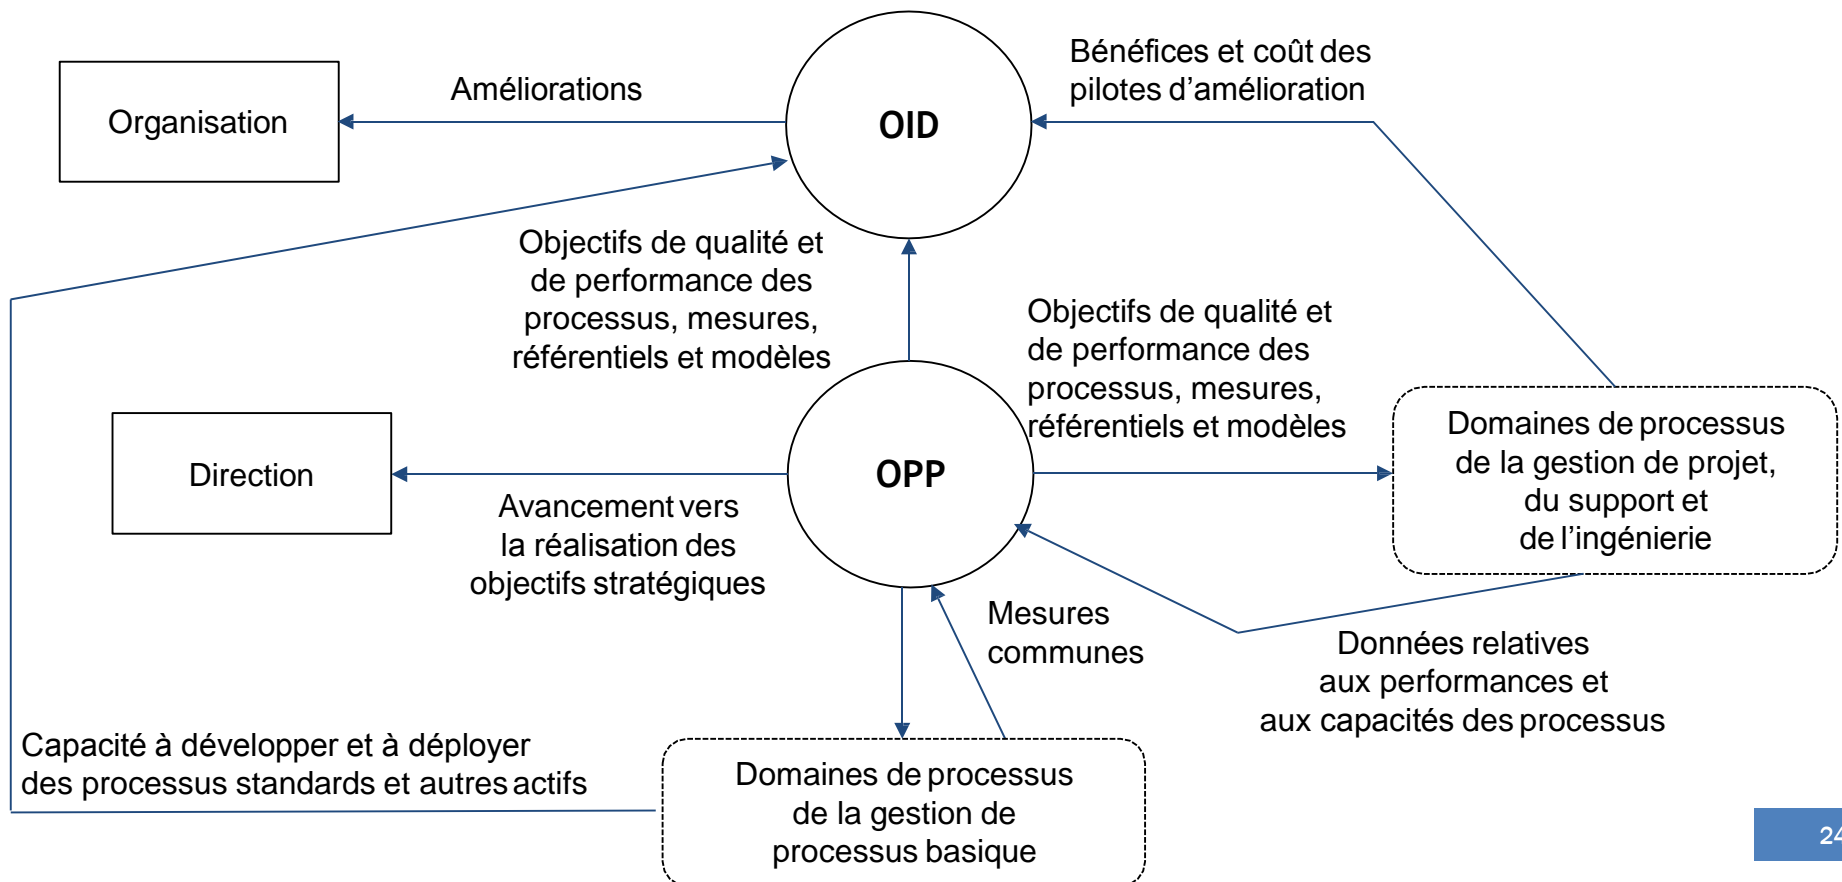 Bénéfices et coût des
pilotes d’amélioration
Améliorations
Organisation
OID
Objectifs de qualité et
de performance des
processus, mesures,
référentiels et modèles
Objectifs de qualité et
de performance des
processus, mesures,
référentiels et modèles
Domaines de processus
de la gestion de projet,
du support et
de l’ingénierie
Direction
OPP
Avancement vers
la réalisation des
objectifs stratégiques
Mesures
communes
Données relatives
aux performances et
aux capacités des processus
Capacité à développer et à déployer
des processus standards et autres actifs
Domaines de processus
de la gestion de
processus basique
24